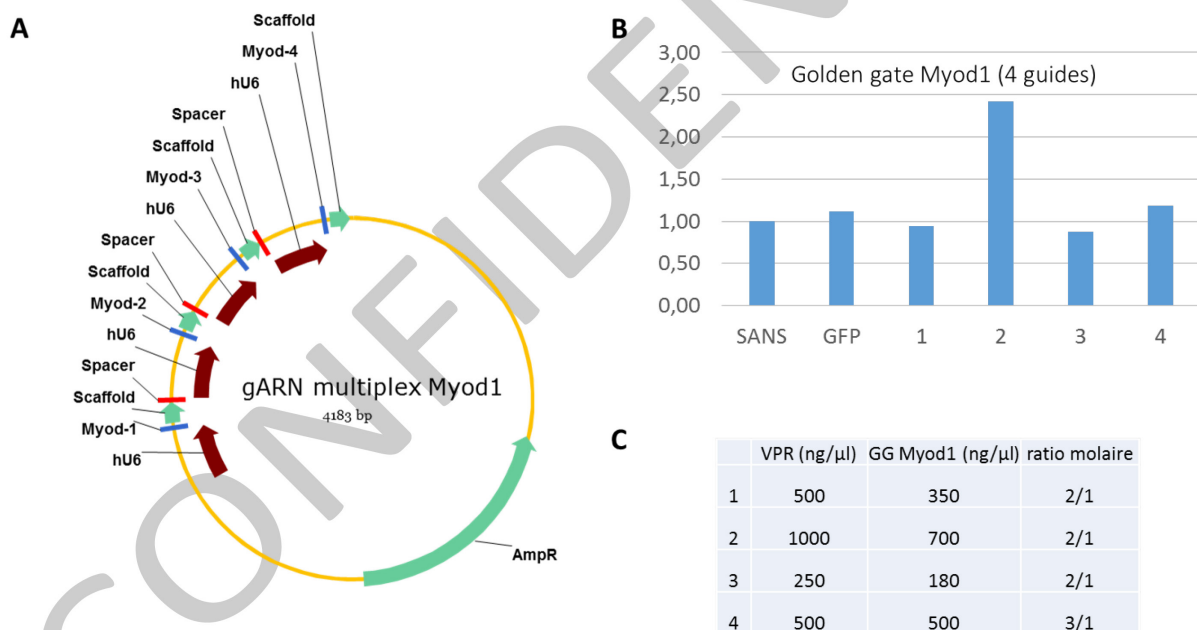 A
Scaffold
Myod-4
hU6
Spacer
Scaffold
Myod-3
hU6
Spacer
Scaffold
Myod-2
hU6
Spacer
Scaffold
Myod-1
hU6
gARN multiplex Myod1
4183 bp
AmpR
B
Golden gate Myod1 (4 guides)
3,00
2,50
2,00
1,50
1,00
0,50
0,00
SANS GFP 1 2 3 4
C
VPR (ng/µl) GG Myod1 (ng/µl) ratio molaire
1 500 350 2/1
2 1000 700 2/1
3 250 180 2/1
4 500 500 3/1
CONFIDEN